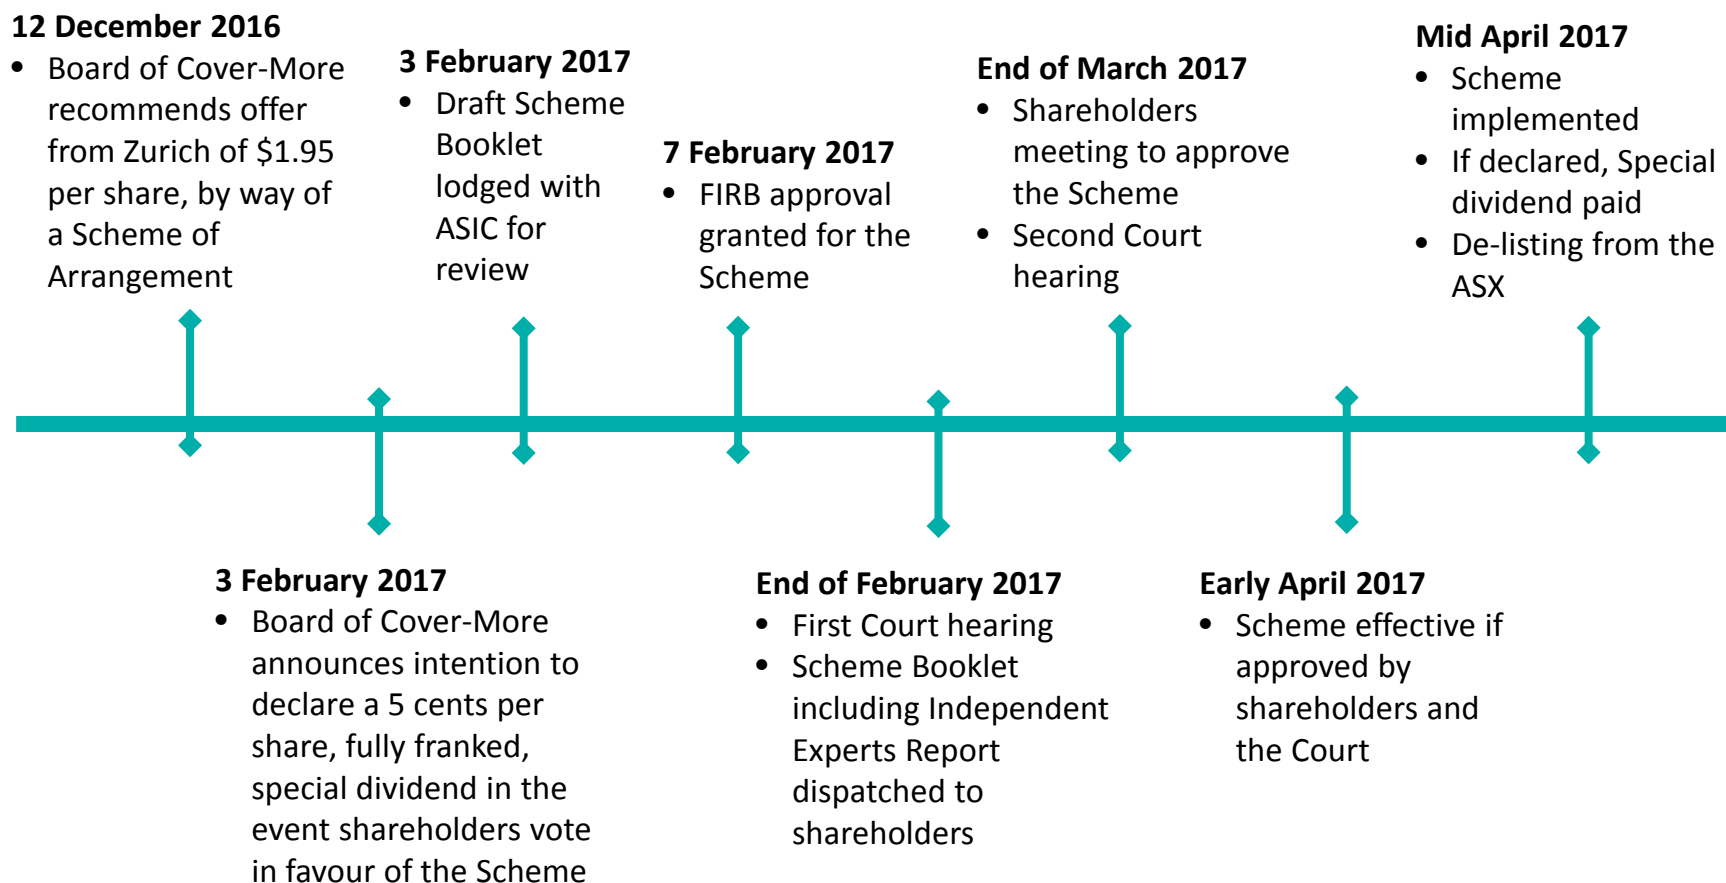 12 December 2016
• Board of Cover-More
recommends offer
from Zurich of $1.95
per share, by way of
a Scheme of
Arrangement
3 February 2017
• Draft Scheme
Booklet
lodged with
ASIC for
review
7 February 2017
• FIRB approval
granted for the
Scheme
End of March 2017
• Shareholders
meeting to approve
the Scheme
• Second Court
hearing
Mid April 2017
• Scheme
implemented
• If declared, Special
dividend paid
• De-listing from the
ASX
3 February 2017
• Board of Cover-More
announces intention to
declare a 5 cents per
share, fully franked,
special dividend in the
event shareholders vote
in favour of the Scheme
End of February 2017
• First Court hearing
• Scheme Booklet
including Independent
Experts Report
dispatched to
shareholders
Early April 2017
• Scheme effective if
approved by
shareholders and
the Court